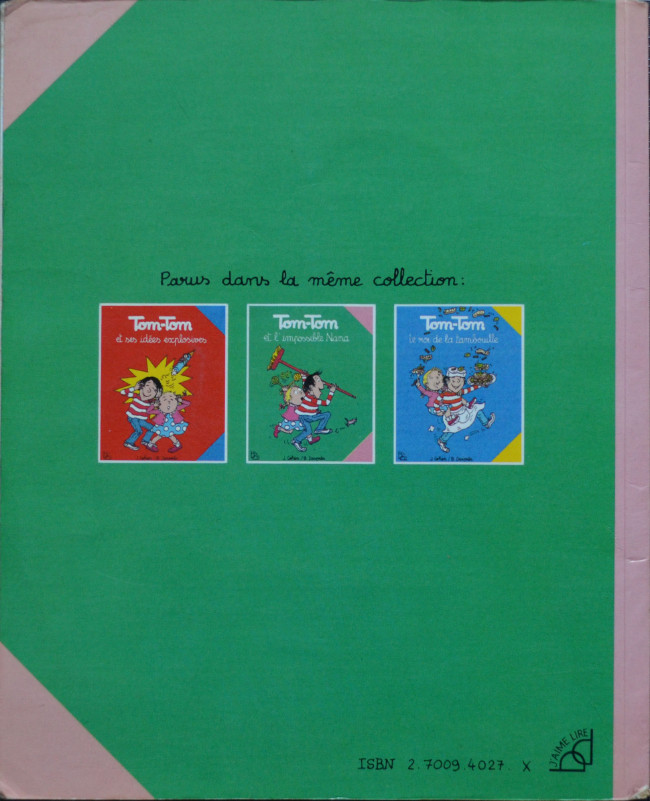 Parus dans la même collection:
Tom-Tom
et ses idées explosives
Tom-Tom
et l'impossible Nana
Tom-Tom
le roi de la tambouille
ISBN 2.7009.4027. X
J'AIME LIRE